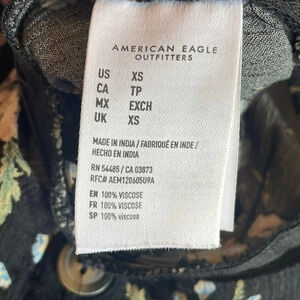 AMERICAN EAGLE
OUTFITTERS
US XS
CA TP
MX EXCH
UK XS
MADE IN INDIA / FABRIQUÉ EN INDE /
HECHO EN INDIA
RN 54485 / CA 03873
RFC# AEM120605U9A
EN 100% VISCOSE
FR 100% VISCOSE
SP 100% viscosa